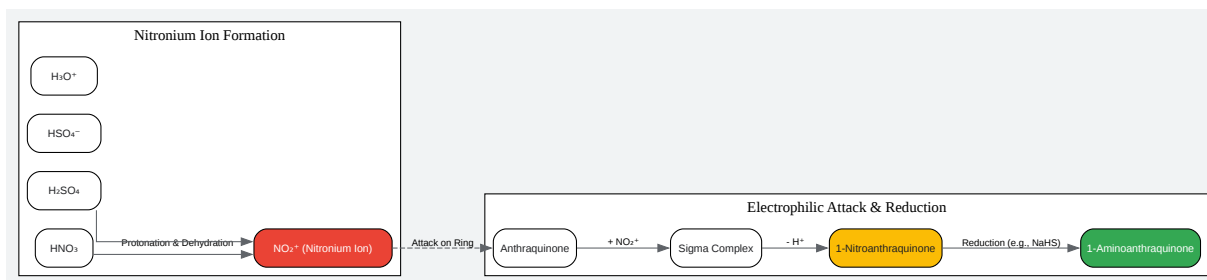 Nitronium Ion Formation
H₃O⁺
HSO₄⁻
H₂SO₄
HNO₃
Protonation & Dehydration
NO₂⁺ (Nitronium Ion)
Attack on Ring
Electrophilic Attack & Reduction
Anthraquinone
+ NO₂⁺
Sigma Complex
- H⁺
1-Nitroanthraquinone
Reduction (e.g., NaHS)
1-Aminoanthraquinone